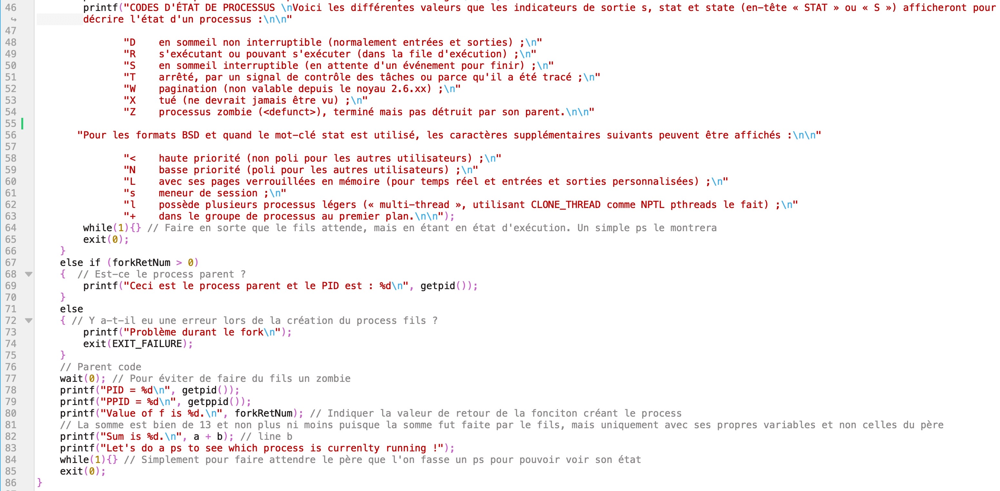 46 printf("CODES D'ÉTAT DE PROCESSUS \nVoici les différentes valeurs que les indicateurs de sortie s, stat et state (en-tête « STAT » ou « S ») afficheront pour
↪ décrire l'état d'un processus :\n\n"
47
48 "D    en sommeil non interruptible (normalement entrées et sorties) ;\n"
49 "R    s'exécutant ou pouvant s'exécuter (dans la file d'exécution) ;\n"
50 "S    en sommeil interruptible (en attente d'un événement pour finir) ;\n"
51 "T    arrêté, par un signal de contrôle des tâches ou parce qu'il a été tracé ;\n"
52 "W    pagination (non valable depuis le noyau 2.6.xx) ;\n"
53 "X    tué (ne devrait jamais être vu) ;\n"
54 "Z    processus zombie (<defunct>), terminé mais pas détruit par son parent.\n\n"
55
56 "Pour les formats BSD et quand le mot-clé stat est utilisé, les caractères supplémentaires suivants peuvent être affichés :\n\n"
57
58 "<    haute priorité (non poli pour les autres utilisateurs) ;\n"
59 "N    basse priorité (poli pour les autres utilisateurs) ;\n"
60 "L    avec ses pages verrouillées en mémoire (pour temps réel et entrées et sorties personnalisées) ;\n"
61 "s    meneur de session ;\n"
62 "l    possède plusieurs processus légers (« multi-thread », utilisant CLONE_THREAD comme NPTL pthreads le fait) ;\n"
63 "+    dans le groupe de processus au premier plan.\n\n");
64 while(1){} // Faire en sorte que le fils attende, mais en étant en état d'exécution. Un simple ps le montrera
65 exit(0);
66 }
67 else if (forkRetNum > 0)
68 {  // Est-ce le process parent ?
69 printf("Ceci est le process parent et le PID est : %d\n", getpid());
70 }
71 else
72 { // Y a-t-il eu une erreur lors de la création du process fils ?
73 printf("Problème durant le fork\n");
74 exit(EXIT_FAILURE);
75 }
76 // Parent code
77 wait(0); // Pour éviter de faire du fils un zombie
78 printf("PID = %d\n", getpid());
79 printf("PPID = %d\n", getppid());
80 printf("Value of f is %d.\n", forkRetNum); // Indiquer la valeur de retour de la fonciton créant le process
81 // La somme est bien de 13 et non plus ni moins puisque la somme fut faite par le fils, mais uniquement avec ses propres variables et non celles du père
82 printf("Sum is %d.\n", a + b); // line b
83 printf("Let's do a ps to see which process is currenlty running !");
84 while(1){} // Simplement pour faire attendre le père que l'on fasse un ps pour pouvoir voir son état
85 exit(0);
86 }